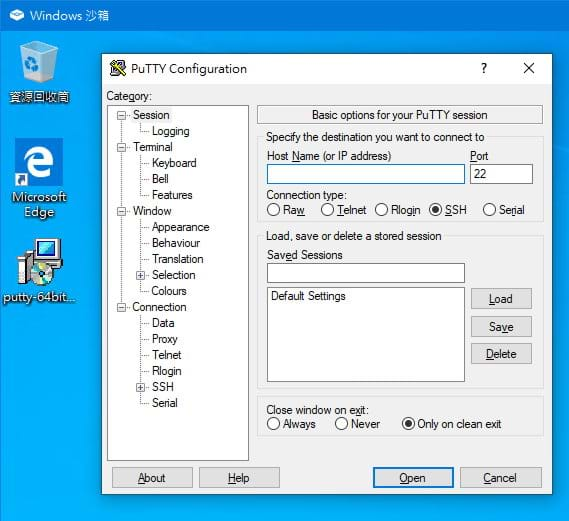 Windows 沙箱
資源回收筒
Microsoft
Edge
putty-64bit...
PuTTY Configuration
?
Category:
Session
Logging
Terminal
Keyboard
Bell
Features
Window
Appearance
Behaviour
Translation
Selection
Colours
Connection
Data
Proxy
Telnet
Rlogin
SSH
Serial
Basic options for your PuTTY session
Specify the destination you want to connect to
Host Name (or IP address) Port
22
Connection type:
Raw Telnet Rlogin SSH Serial
Load, save or delete a stored session
Saved Sessions
Default Settings
Load
Save
Delete
Close window on exit:
Always Never Only on clean exit
About Help Open Cancel